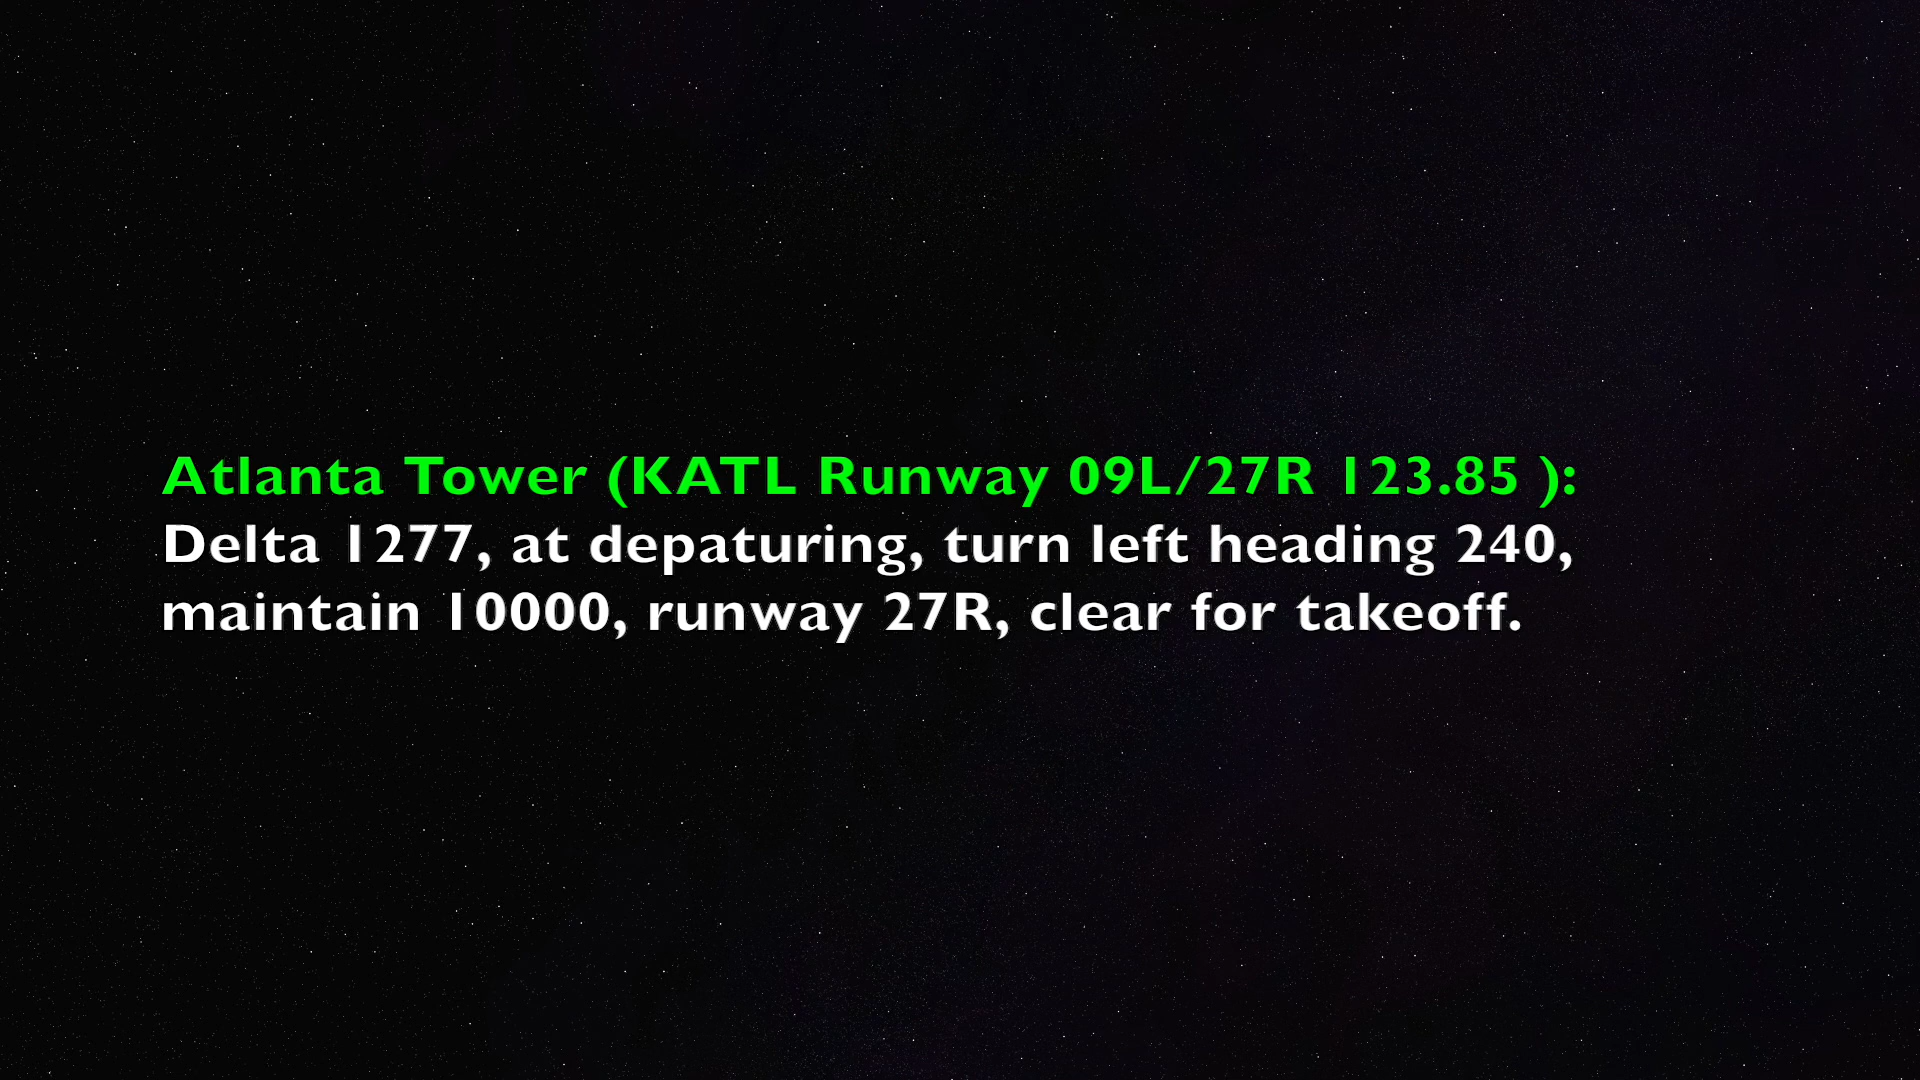 Atlanta Tower (KATL Runway 09L/27R 123.85 ):
Delta 1277, at depaturing, turn left heading 240,
maintain 10000, runway 27R, clear for takeoff.